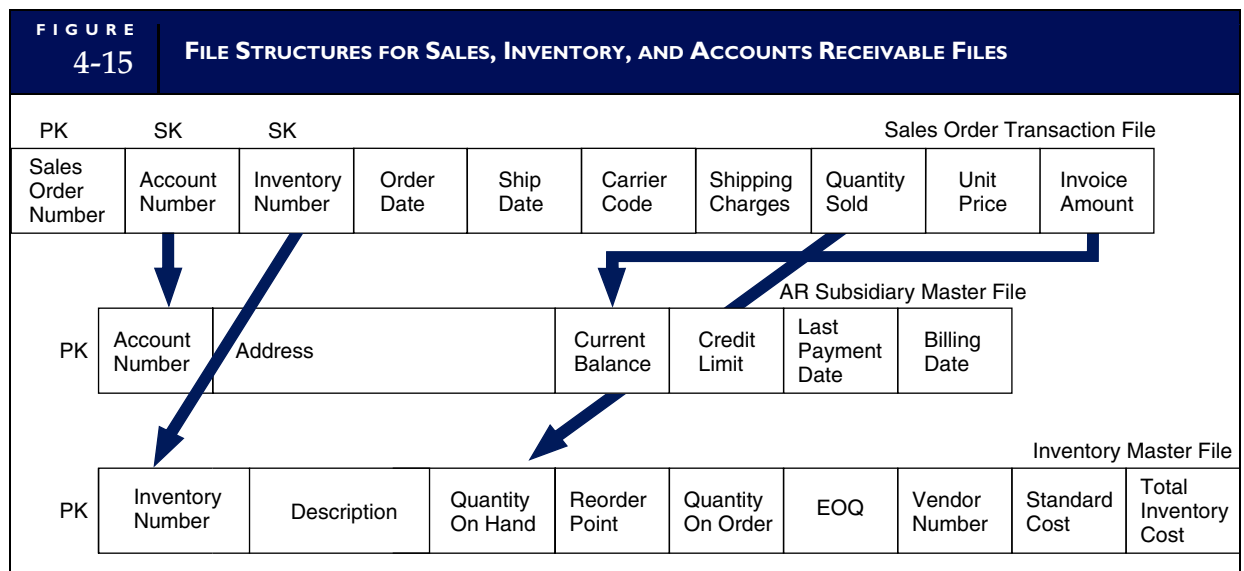 FIGURE
4-15
FILE STRUCTURES FOR SALES, INVENTORY, AND ACCOUNTS RECEIVABLE FILES
PK SK SK Sales Order Transaction File
Sales Order Number
Account Number
Inventory Number
Order Date
Ship Date
Carrier Code
Shipping Charges
Quantity Sold
Unit Price
Invoice Amount
AR Subsidiary Master File
PK
Account Number
Address
Current Balance
Credit Limit
Last Payment Date
Billing Date
Inventory Master File
PK
Inventory Number
Description
Quantity On Hand
Reorder Point
Quantity On Order
EOQ
Vendor Number
Standard Cost
Total Inventory Cost